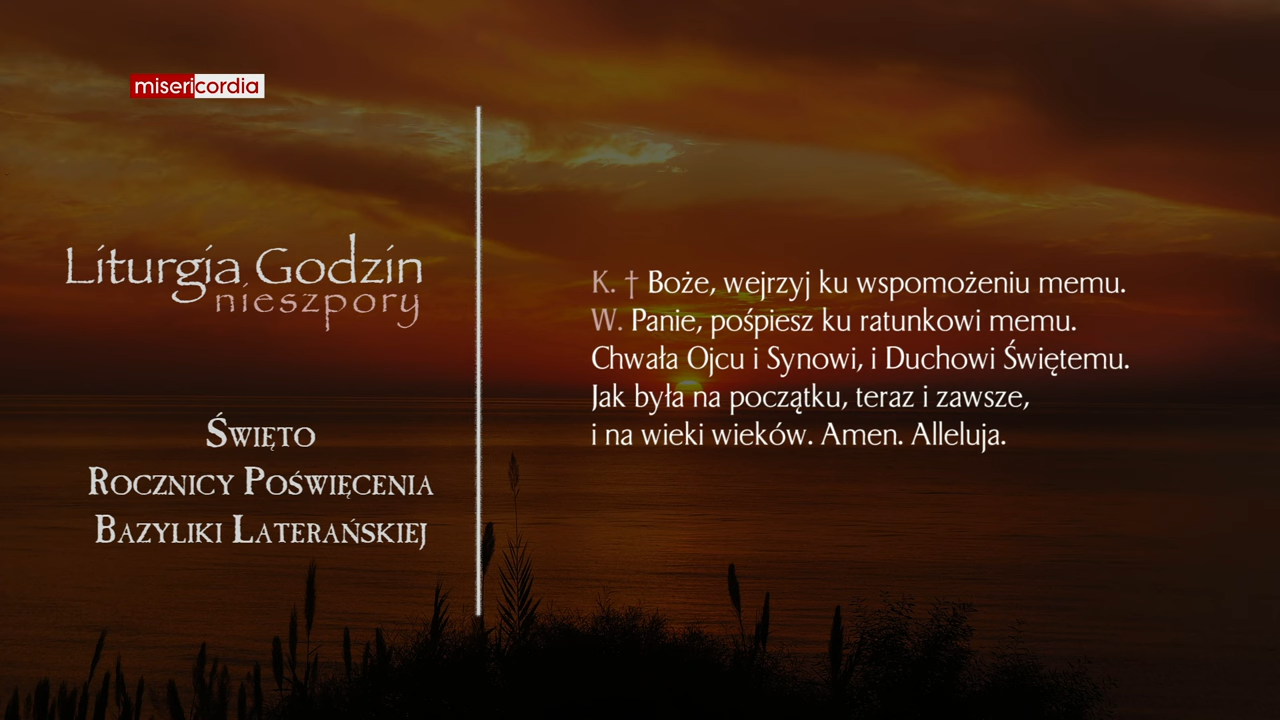 misericordia
Liturgia Godzin
nieszpory
Święto
Rocznicy Poświęcenia
Bazyliki Laterańskiej
K. † Boże, wejrzyj ku wspomożeniu memu.
W. Panie, pośpiesz ku ratunkowi memu.
Chwała Ojcu i Synowi, i Duchowi Świętemu.
Jak była na początku, teraz i zawsze,
i na wieki wieków. Amen. Alleluja.